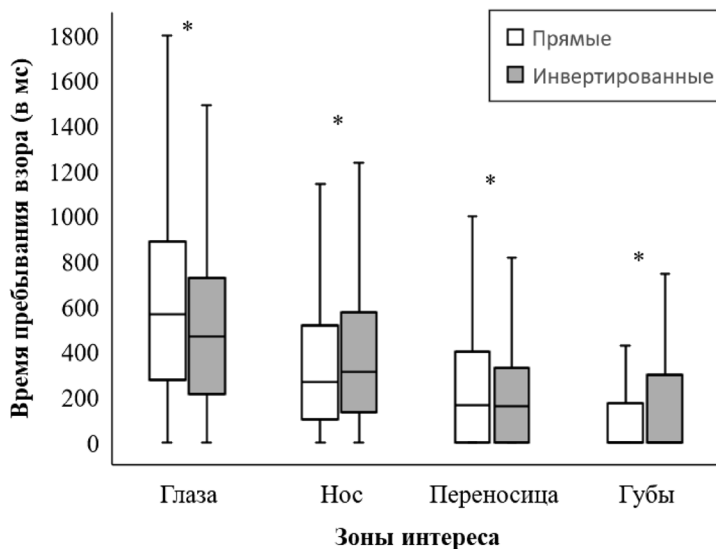 Время пребывания взора (в мс)
1800
1600
1400
1200
1000
800
600
400
200
0
Прямые
Инвертированные
*
*
*
*
Глаза Нос Переносица Губы
Зоны интереса